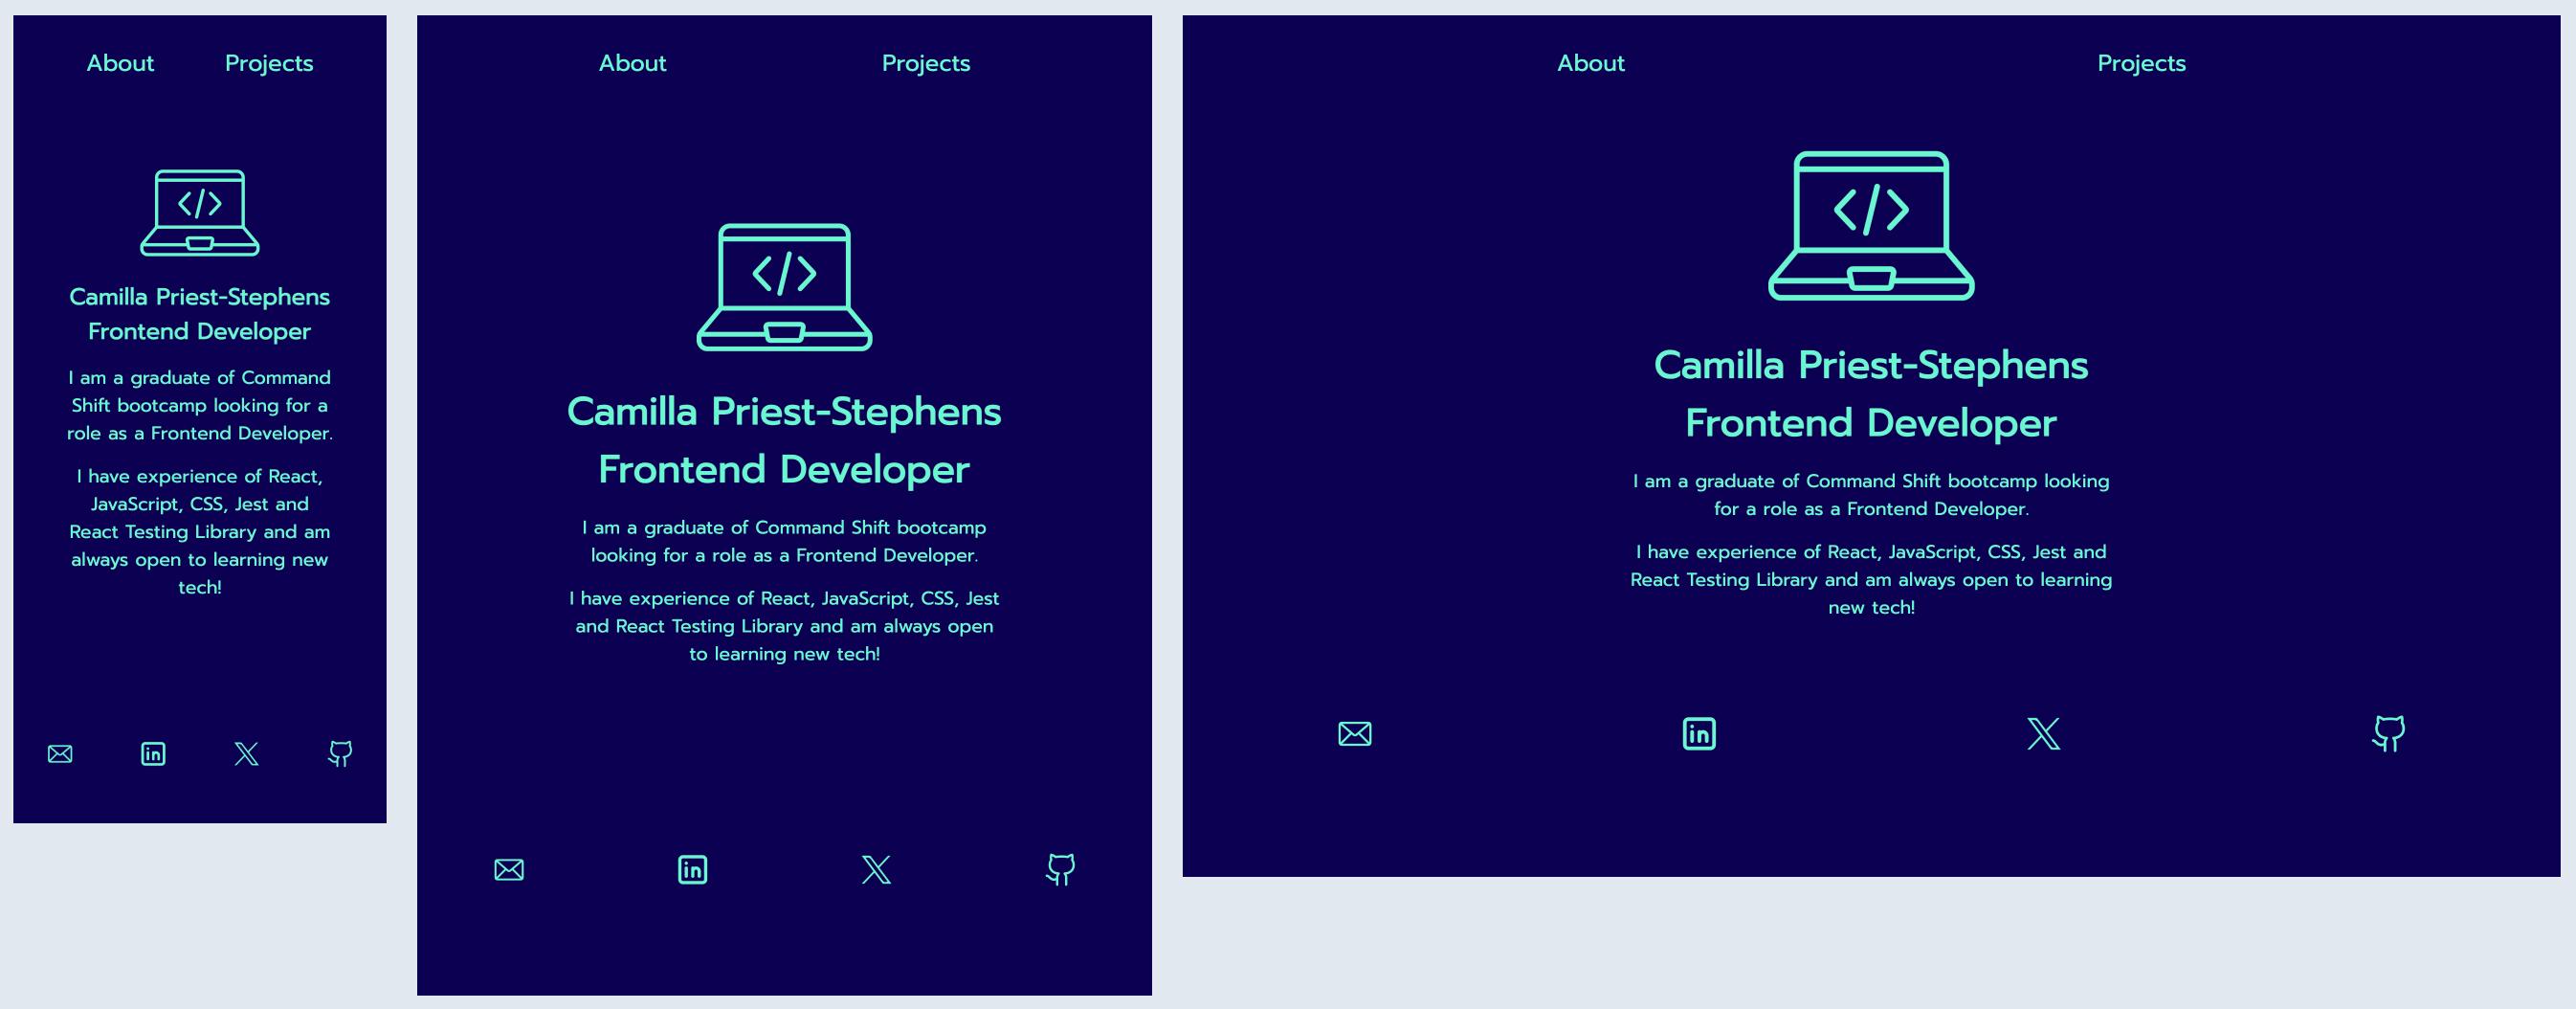 About Projects
</>
Camilla Priest-Stephens
Frontend Developer
I am a graduate of Command
Shift bootcamp looking for a
role as a Frontend Developer.
I have experience of React,
JavaScript, CSS, Jest and
React Testing Library and am
always open to learning new
tech!
in
About Projects
</>
Camilla Priest-Stephens
Frontend Developer
I am a graduate of Command Shift bootcamp
looking for a role as a Frontend Developer.
I have experience of React, JavaScript, CSS, Jest
and React Testing Library and am always open
to learning new tech!
in
About Projects
</>
Camilla Priest-Stephens
Frontend Developer
I am a graduate of Command Shift bootcamp looking
for a role as a Frontend Developer.
I have experience of React, JavaScript, CSS, Jest and
React Testing Library and am always open to learning
new tech!
in